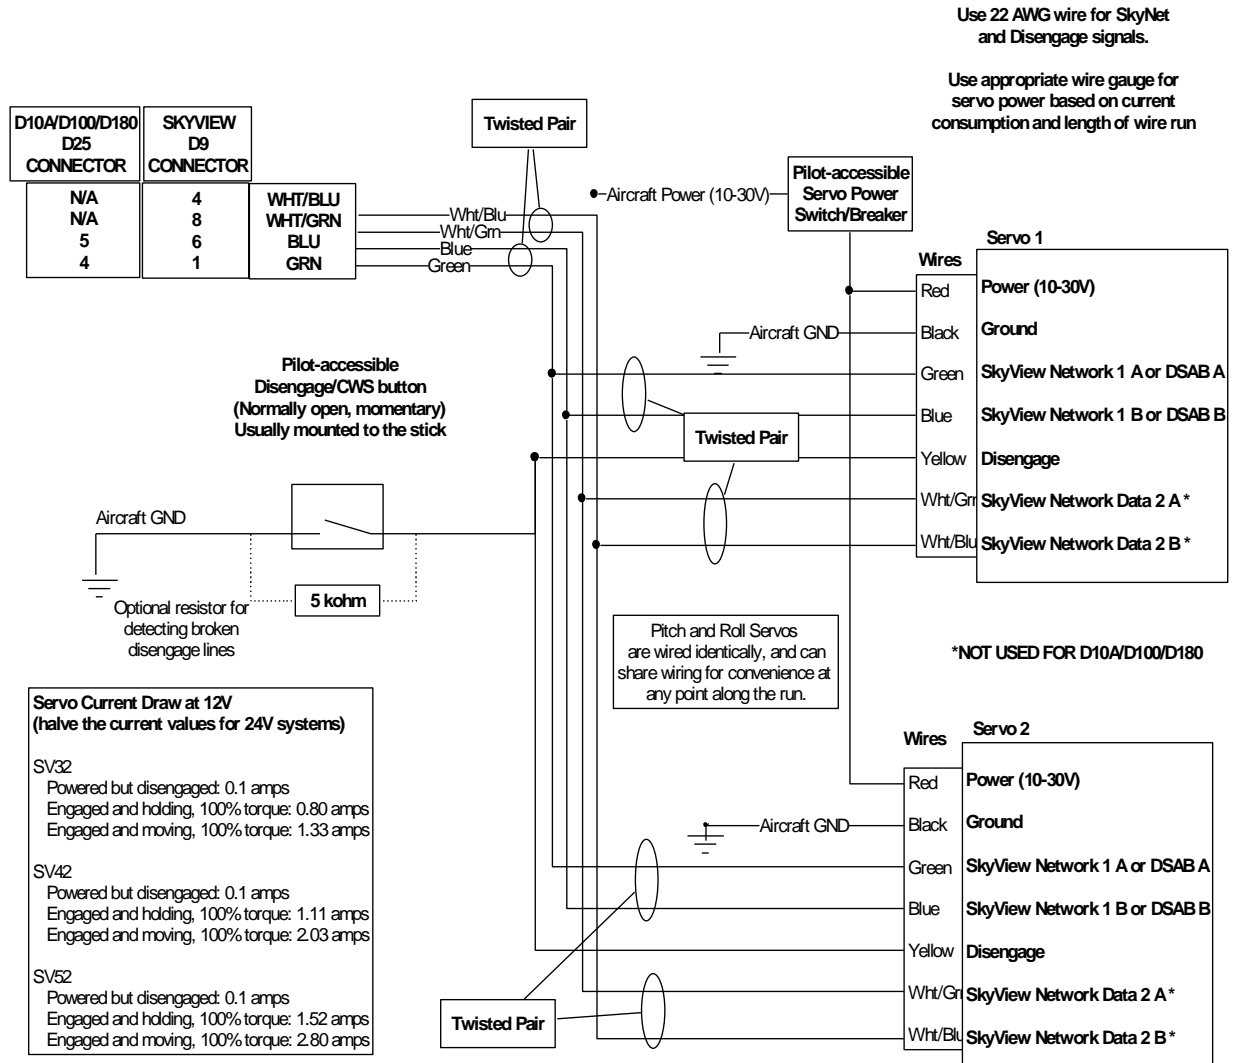 Use 22 AWG wire for SkyNet
and Disengage signals.
Use appropriate wire gauge for
servo power based on current
consumption and length of wire run
D10A/D100/D180
D25
CONNECTOR
SKYVIEW
D9
CONNECTOR
N/A 4 WHT/BLU
N/A 8 WHT/GRN
5 6 BLU
4 1 GRN
Twisted Pair
Wht/Blu
Wht/Grn
Blue
Green
Aircraft Power (10-30V)
Pilot-accessible
Servo Power
Switch/Breaker
Servo 1
Wires
Red Power (10-30V)
Aircraft GND
Black Ground
Green SkyView Network 1 A or DSAB A
Blue SkyView Network 1 B or DSAB B
Yellow Disengage
Wht/Grn SkyView Network Data 2 A *
Wht/Blu SkyView Network Data 2 B *
Twisted Pair
Pilot-accessible
Disengage/CWS button
(Normally open, momentary)
Usually mounted to the stick
Aircraft GND
5 kohm
Optional resistor for
detecting broken
disengage lines
Pitch and Roll Servos
are wired identically, and can
share wiring for convenience at
any point along the run.
*NOT USED FOR D10A/D100/D180
Servo Current Draw at 12V
(halve the current values for 24V systems)
SV32
Powered but disengaged: 0.1 amps
Engaged and holding, 100% torque: 0.80 amps
Engaged and moving, 100% torque: 1.33 amps
SV42
Powered but disengaged: 0.1 amps
Engaged and holding, 100% torque: 1.11 amps
Engaged and moving, 100% torque: 2.03 amps
SV52
Powered but disengaged: 0.1 amps
Engaged and holding, 100% torque: 1.52 amps
Engaged and moving, 100% torque: 2.80 amps
Servo 2
Wires
Red Power (10-30V)
Aircraft GND
Black Ground
Green SkyView Network 1 A or DSAB A
Blue SkyView Network 1 B or DSAB B
Yellow Disengage
Wht/Grn SkyView Network Data 2 A *
Wht/Blu SkyView Network Data 2 B *
Twisted Pair